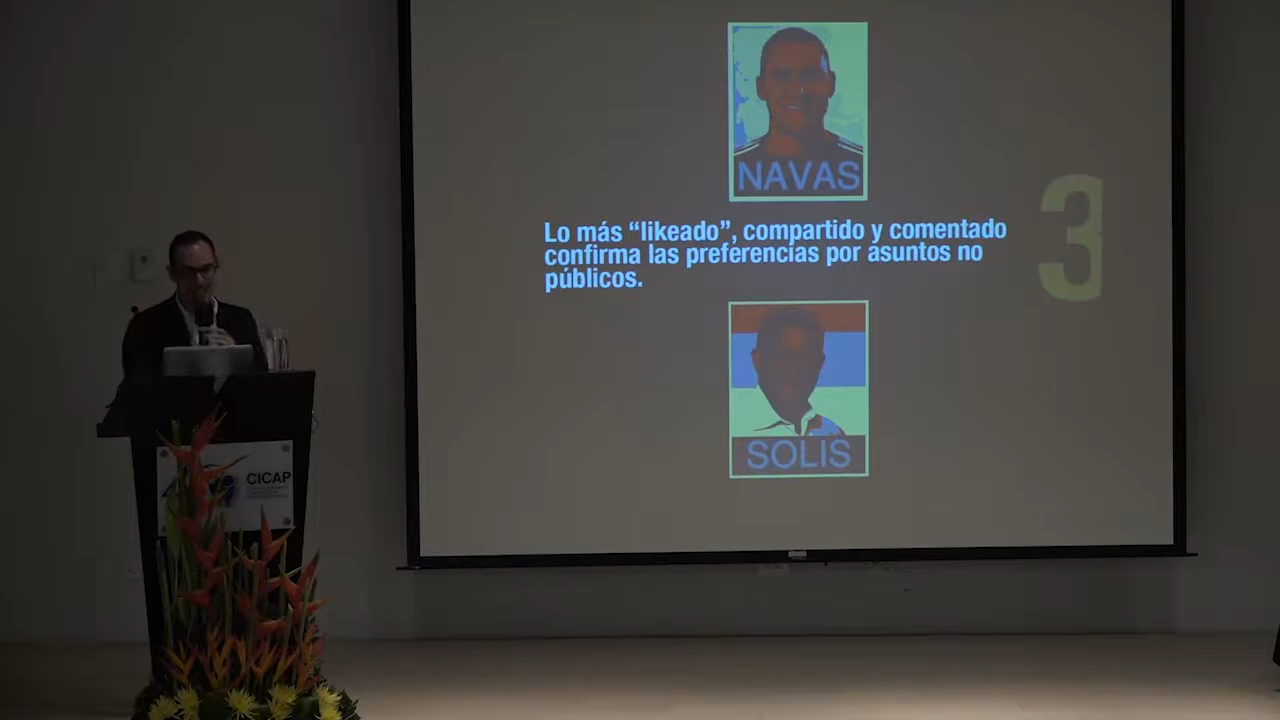 NAVAS
Lo más “likeado”, compartido y comentado
confirma las preferencias por asuntos no
públicos.
3
SOLIS
CICAP